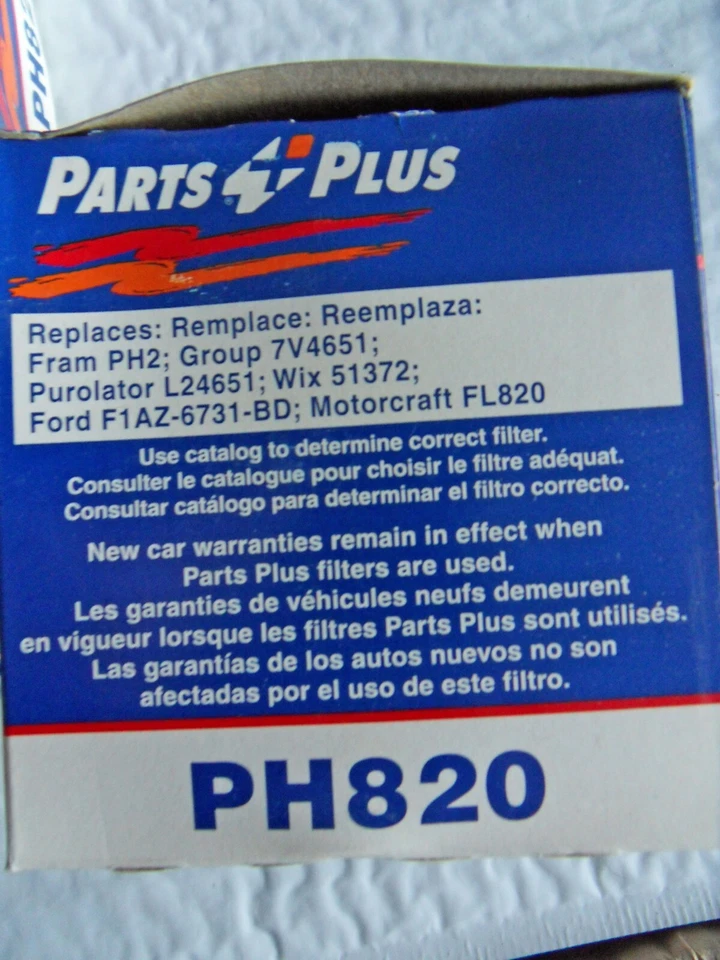 PH8
PARTS PLUS
Replaces: Remplace: Reemplaza:
Fram PH2; Group 7V4651;
Purolator L24651; Wix 51372;
Ford F1AZ-6731-BD; Motorcraft FL820
Use catalog to determine correct filter.
Consulter le catalogue pour choisir le filtre adéquat.
Consultar catálogo para determinar el filtro correcto.
New car warranties remain in effect when
Parts Plus filters are used.
Les garanties de véhicules neufs demeurent
en vigueur lorsque les filtres Parts Plus sont utilisés.
Las garantías de los autos nuevos no son
afectadas por el uso de este filtro.
PH820